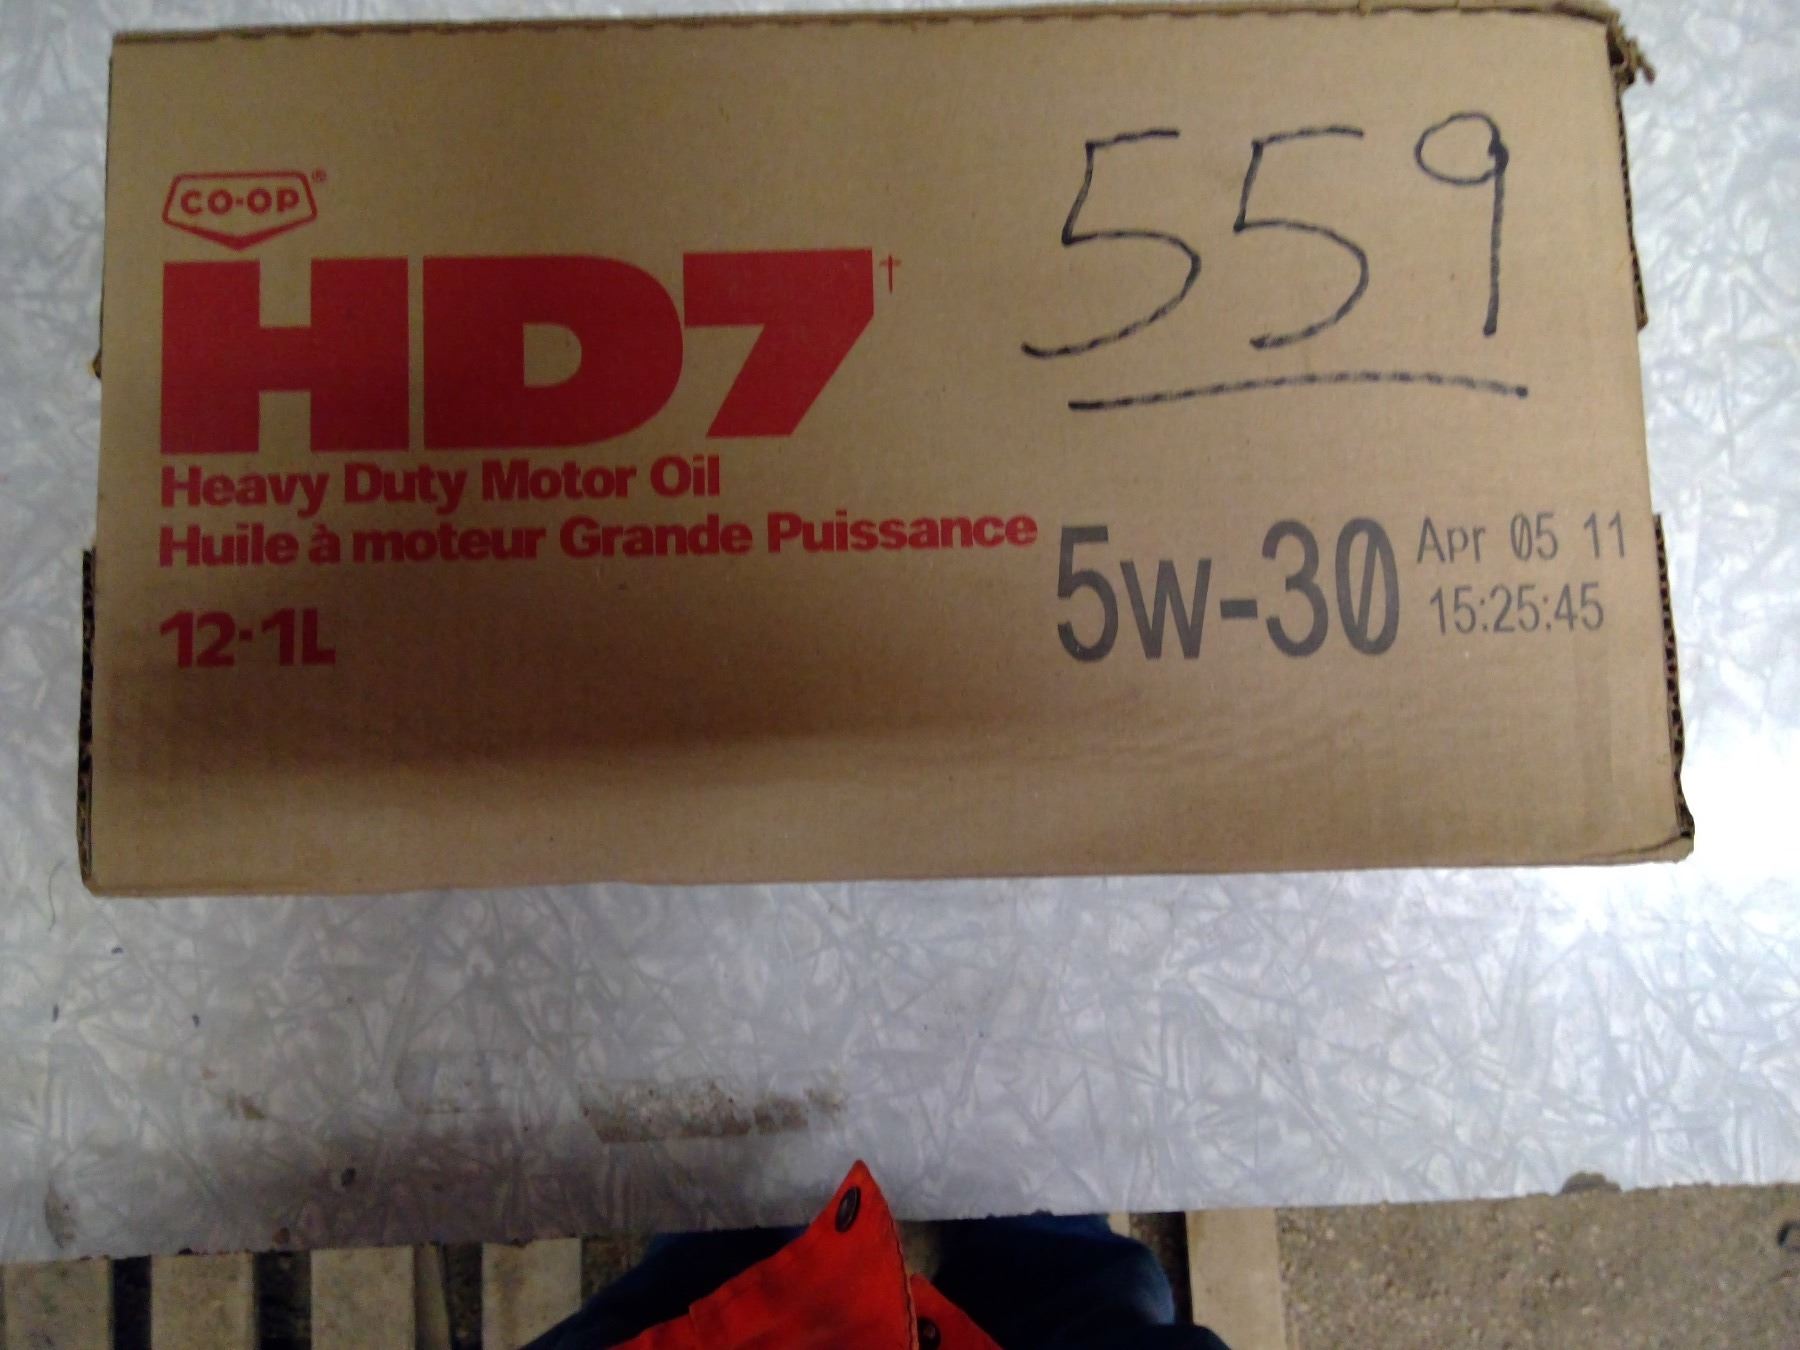 CO-OP®
HD7†
559
Heavy Duty Motor Oil
Huile à moteur Grande Puissance
12·1L
5W-30
Apr 05 11
15:25:45